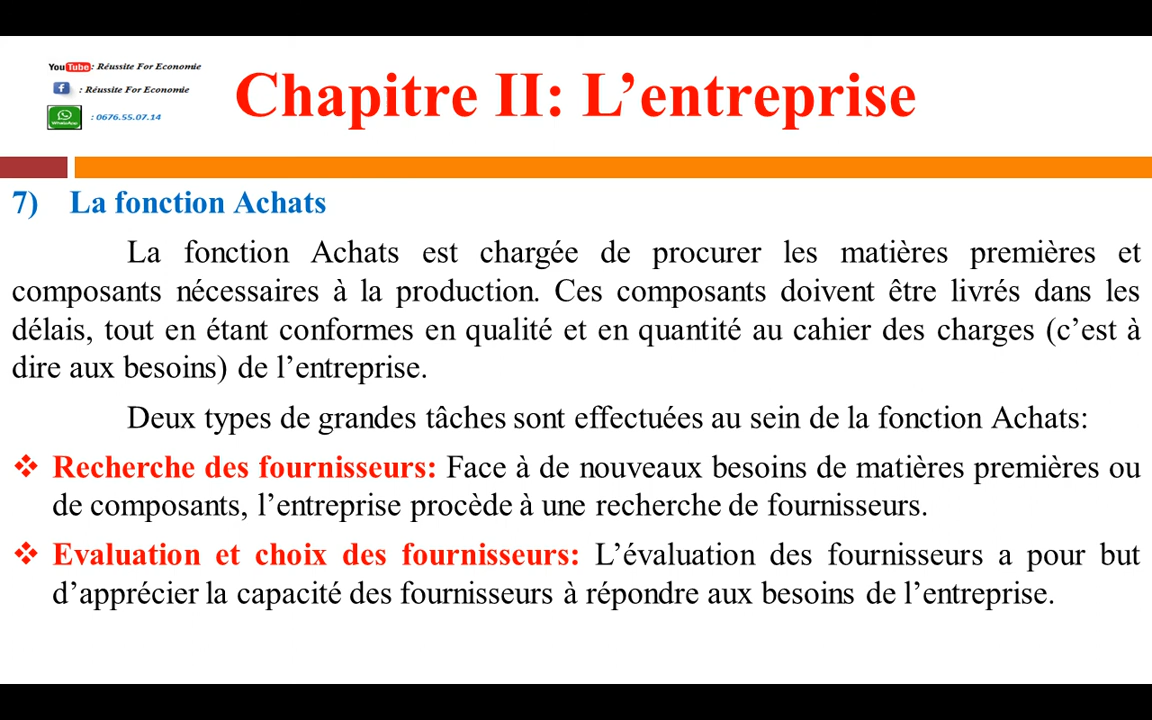 YouTube : Réussite For Economie
: Réussite For Economie
WhatsApp : 0676.55.07.14
Chapitre II: L’entreprise
7) La fonction Achats
La fonction Achats est chargée de procurer les matières premières et
composants nécessaires à la production. Ces composants doivent être livrés dans les
délais, tout en étant conformes en qualité et en quantité au cahier des charges (c’est à
dire aux besoins) de l’entreprise.
Deux types de grandes tâches sont effectuées au sein de la fonction Achats:
Recherche des fournisseurs: Face à de nouveaux besoins de matières premières ou
de composants, l’entreprise procède à une recherche de fournisseurs.
Evaluation et choix des fournisseurs: L’évaluation des fournisseurs a pour but
d’apprécier la capacité des fournisseurs à répondre aux besoins de l’entreprise.